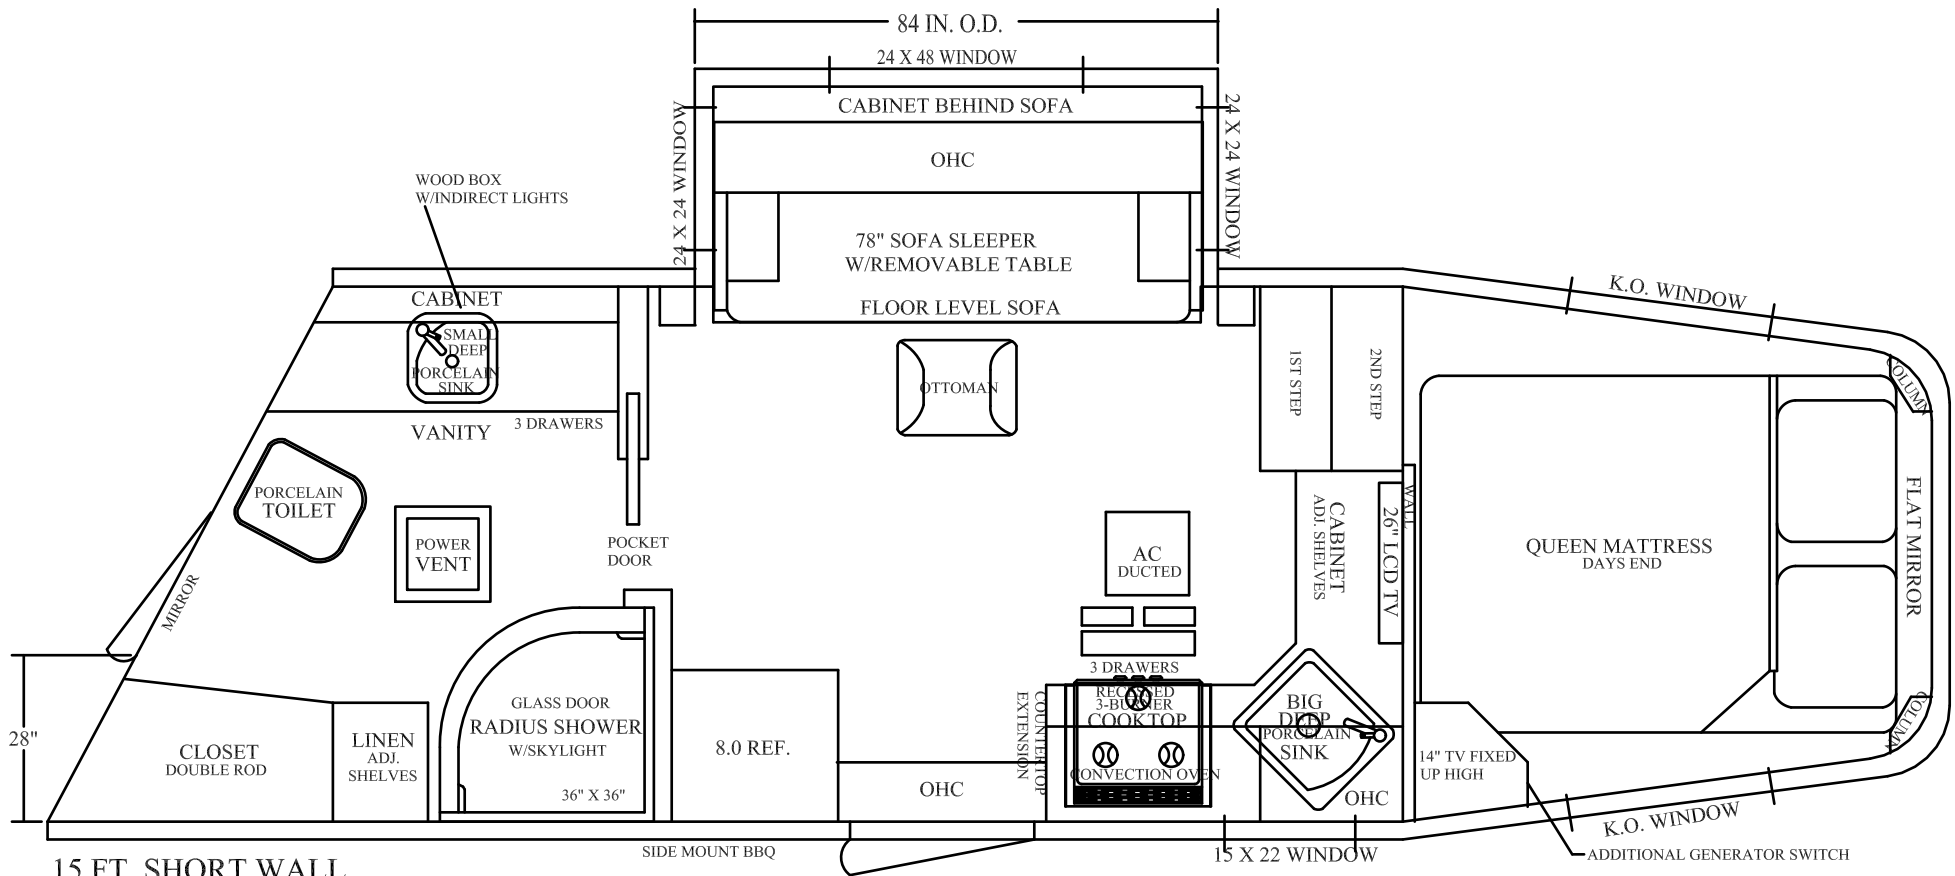 84 IN. O.D.
24 X 48 WINDOW
CABINET BEHIND SOFA
24 X 24 WINDOW
24 X 24 WINDOW
OHC
78" SOFA SLEEPER
W/REMOVABLE TABLE
FLOOR LEVEL SOFA
WOOD BOX
W/INDIRECT LIGHTS
CABINET
SMALL
DEEP
PORCELAIN
SINK
VANITY
3 DRAWERS
OTTOMAN
1ST STEP
2ND STEP
K.O. WINDOW
COLUMN
PORCELAIN
TOILET
POWER
VENT
POCKET
DOOR
MIRROR
AC
DUCTED
CABINET
ADJ. SHELVES
26" LCD TV
WALL
QUEEN MATTRESS
DAYS END
FLAT MIRROR
COLUMN
28"
CLOSET
DOUBLE ROD
LINEN
ADJ.
SHELVES
GLASS DOOR
RADIUS SHOWER
W/SKYLIGHT
36" X 36"
8.0 REF.
OHC
COUNTERTOP
EXTENSION
3 DRAWERS
RECESSED
3-BURNER
COOKTOP
CONVECTION OVEN
BIG
DEEP
PORCELAIN
SINK
OHC
14" TV FIXED
UP HIGH
K.O. WINDOW
SIDE MOUNT BBQ
15 X 22 WINDOW
ADDITIONAL GENERATOR SWITCH
15 FT. SHORT WALL